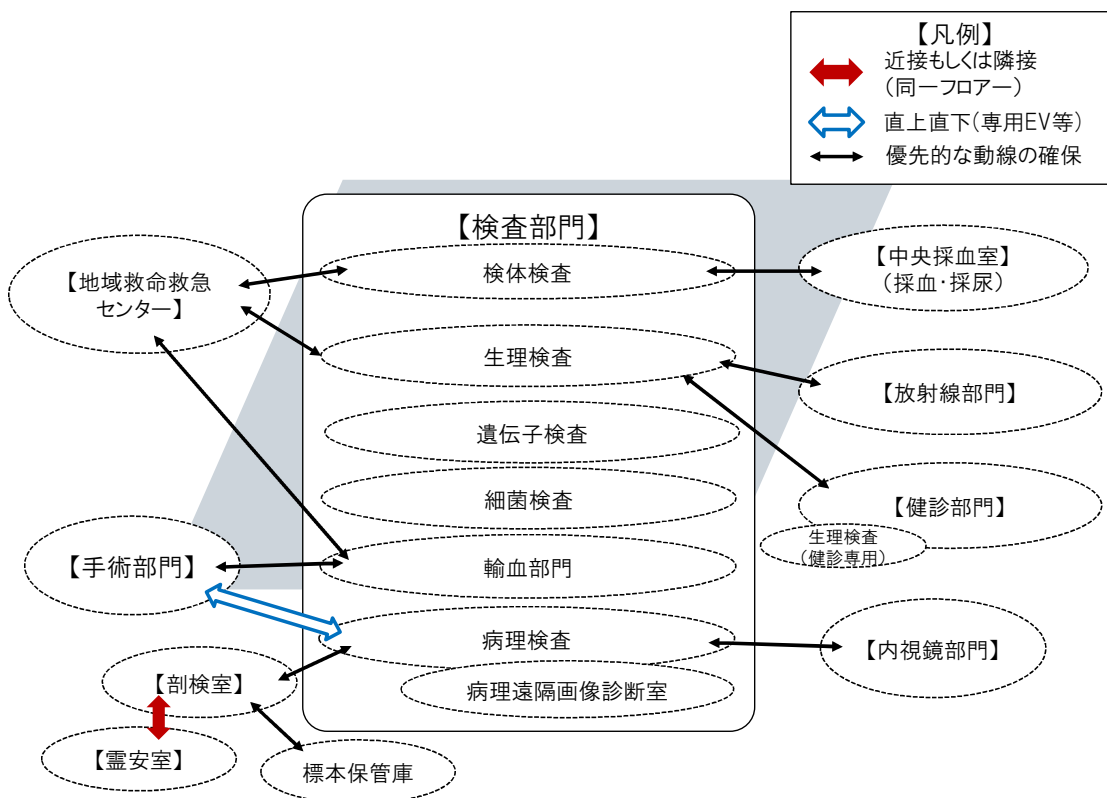 【凡例】
近接もしくは隣接
（同一フロアー）
直上直下（専用EV等）
優先的な動線の確保
【検査部門】
検体検査
生理検査
遺伝子検査
細菌検査
輸血部門
病理検査
病理遠隔画像診断室
【地域救命救急
センター】
【手術部門】
【剖検室】
【霊安室】
標本保管庫
【中央採血室】
（採血・採尿）
【放射線部門】
【健診部門】
生理検査
（健診専用）
【内視鏡部門】